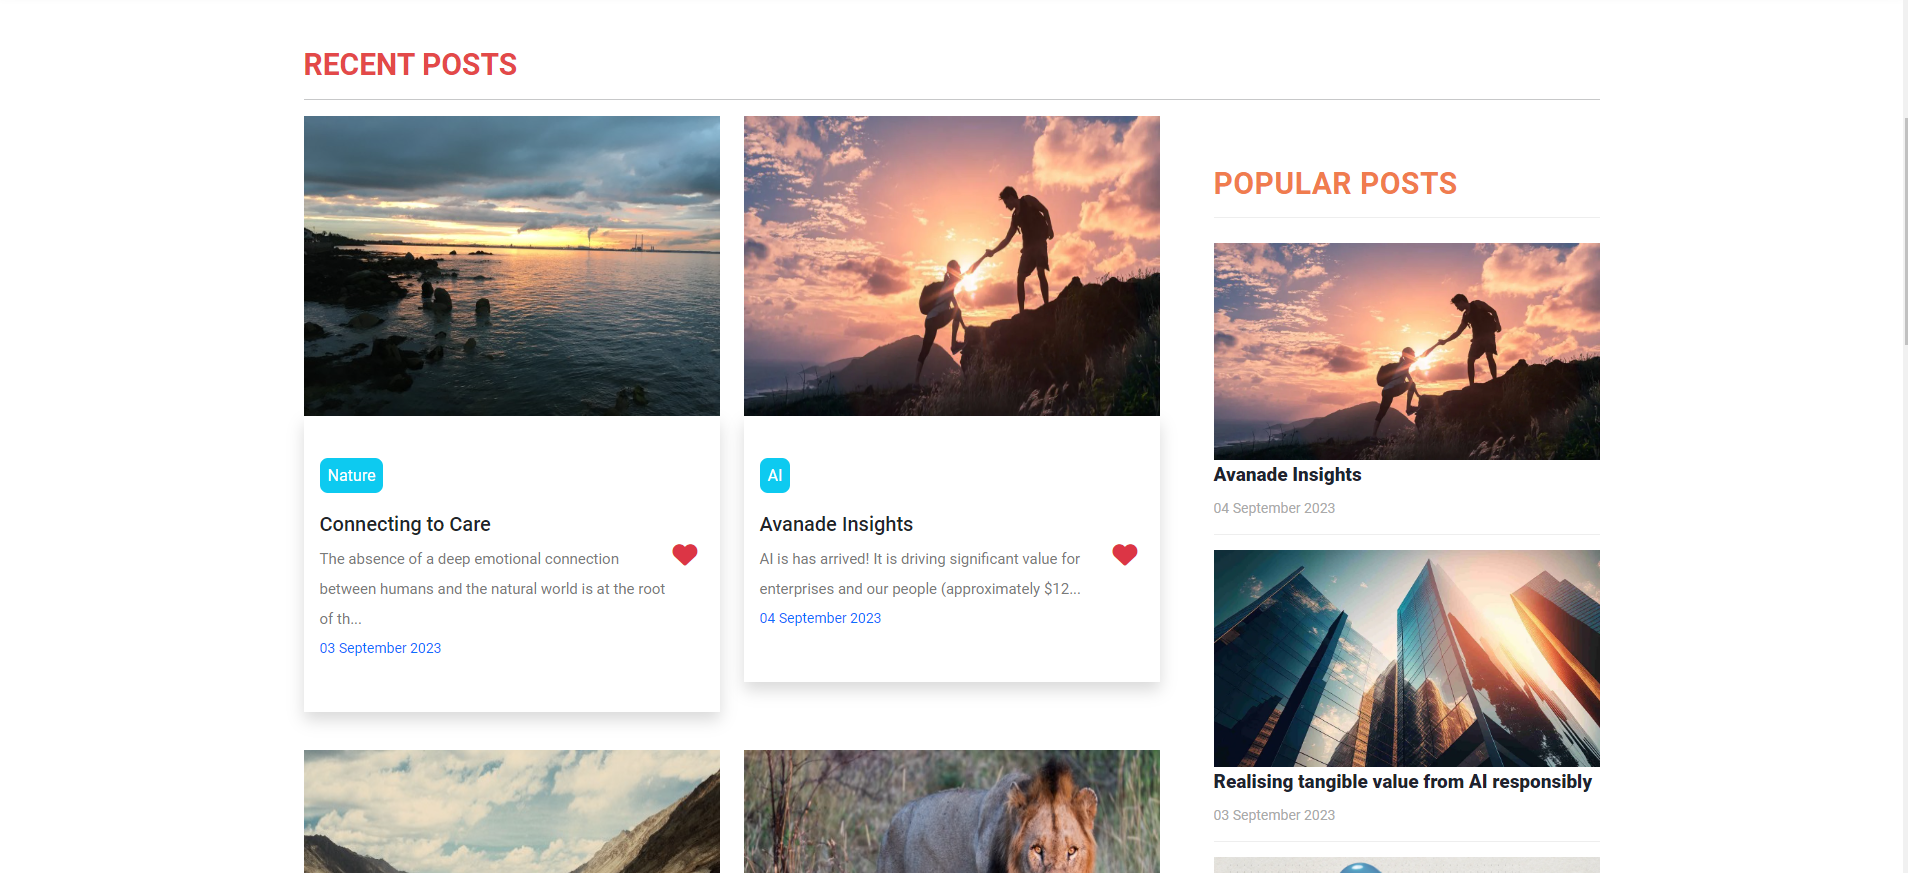 RECENT POSTS
Nature
Connecting to Care
The absence of a deep emotional connection
between humans and the natural world is at the root
of th...
03 September 2023
AI
Avanade Insights
AI is has arrived! It is driving significant value for
enterprises and our people (approximately $12...
04 September 2023
POPULAR POSTS
Avanade Insights
04 September 2023
Realising tangible value from AI responsibly
03 September 2023